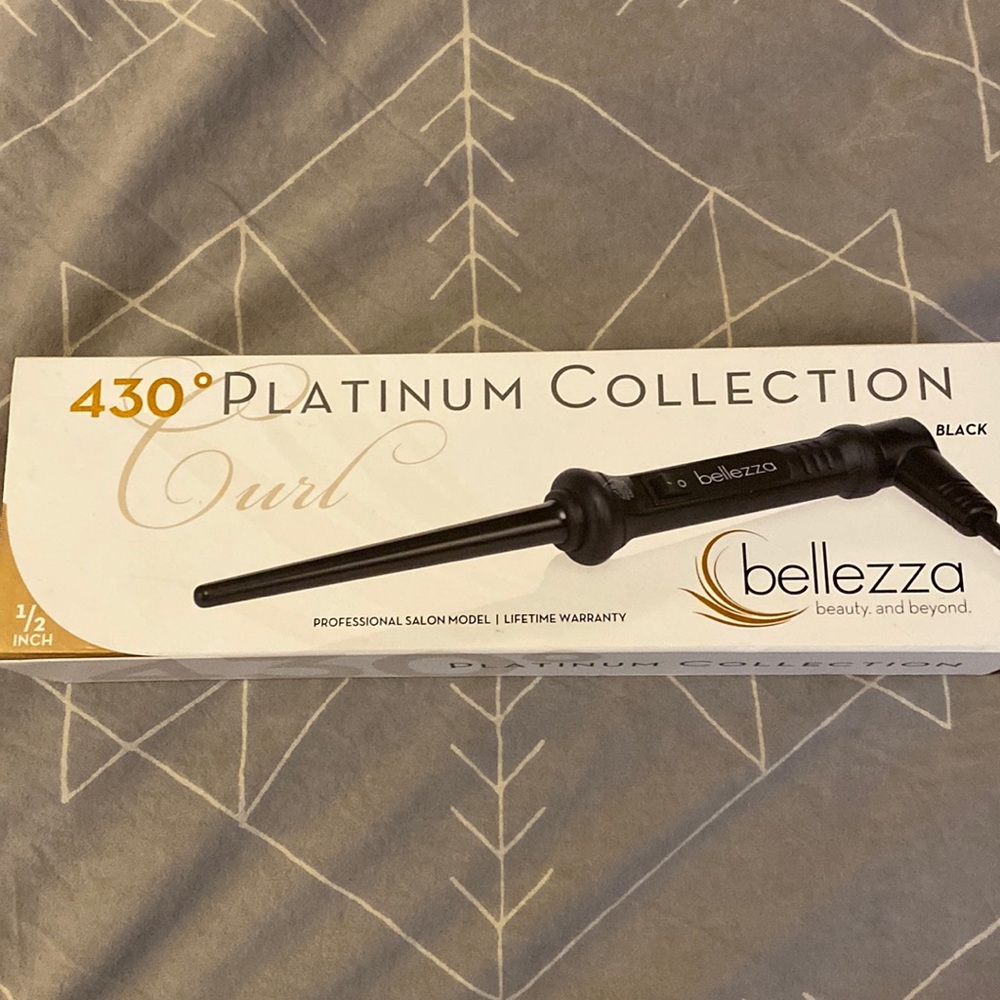 430° PLATINUM COLLECTION
Curl
BLACK
bellezza
bellezza
beauty. and beyond.
1/2
INCH
PROFESSIONAL SALON MODEL | LIFETIME WARRANTY
430° PLATINUM COLLECTION